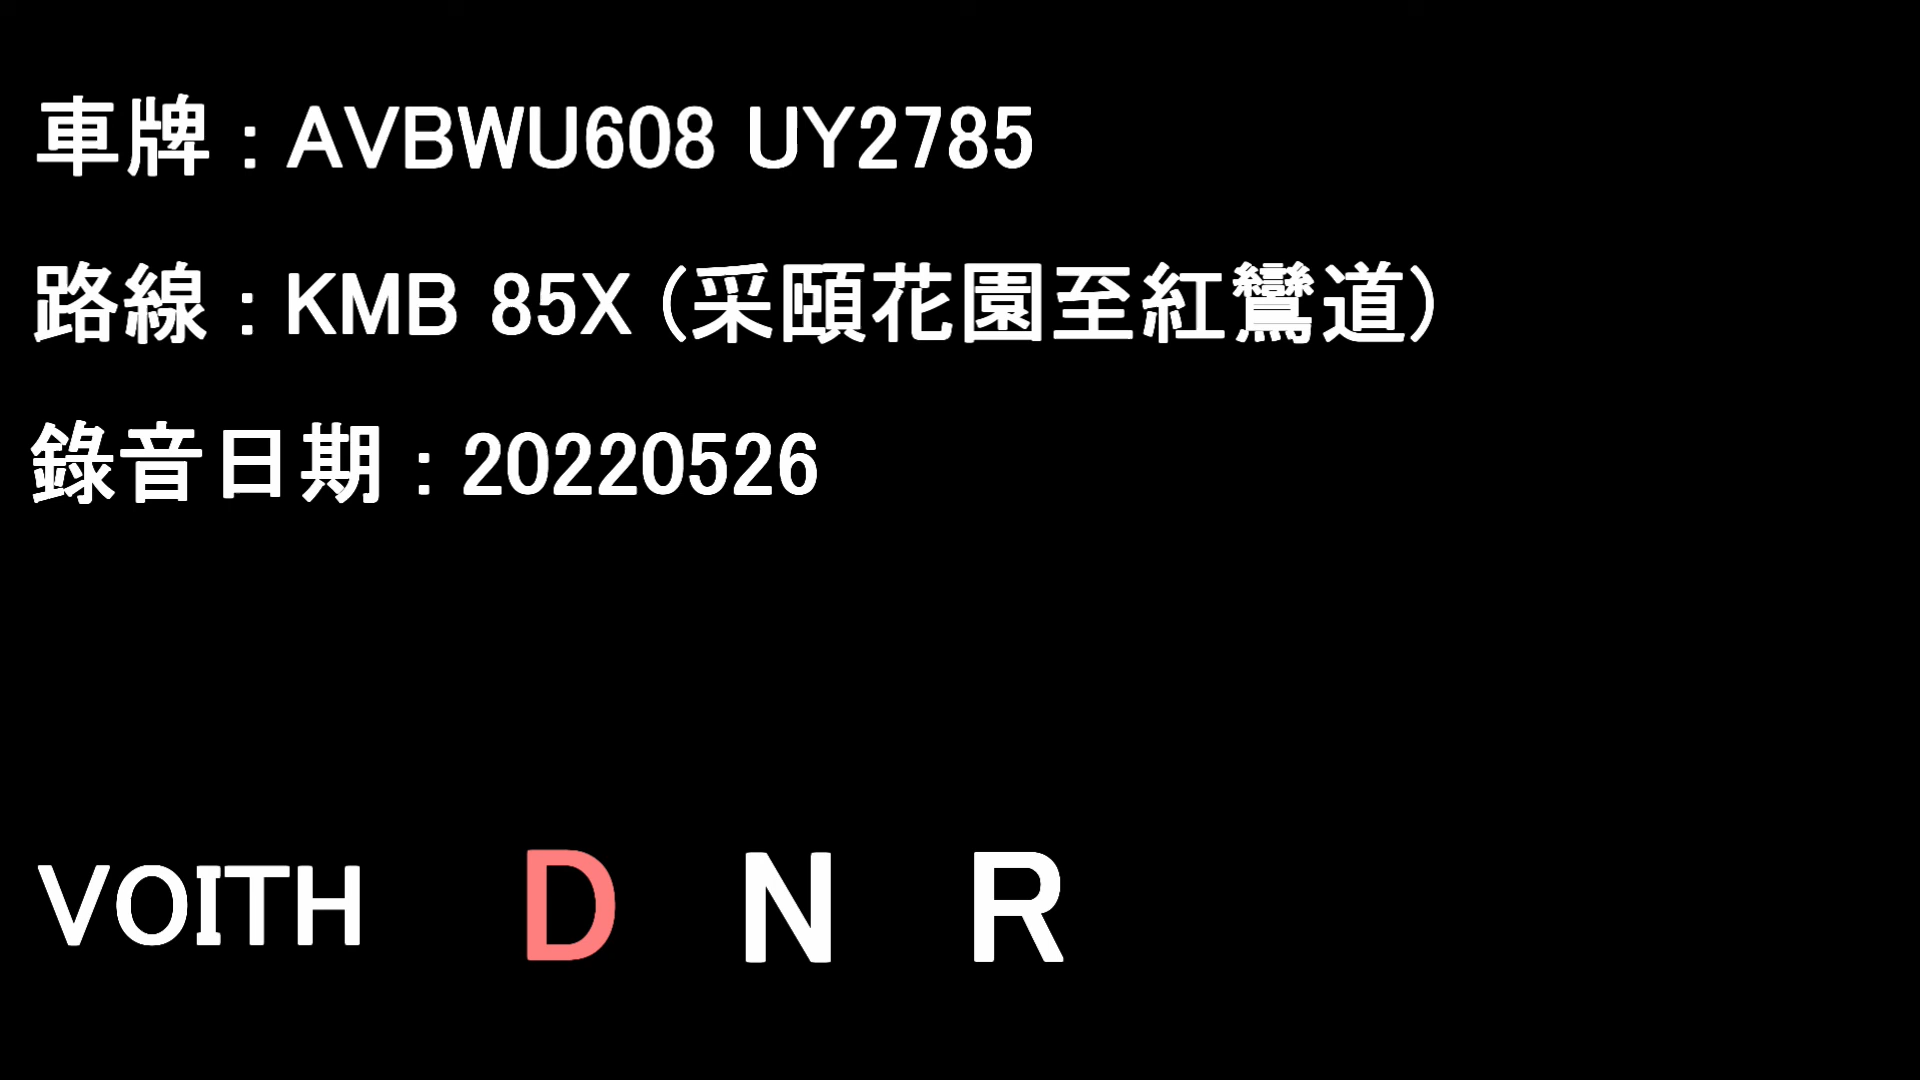 車牌 : AVBWU608 UY2785
路線 : KMB 85X (采頤花園至紅鸞道)
錄音日期 : 20220526
VOITH D N R